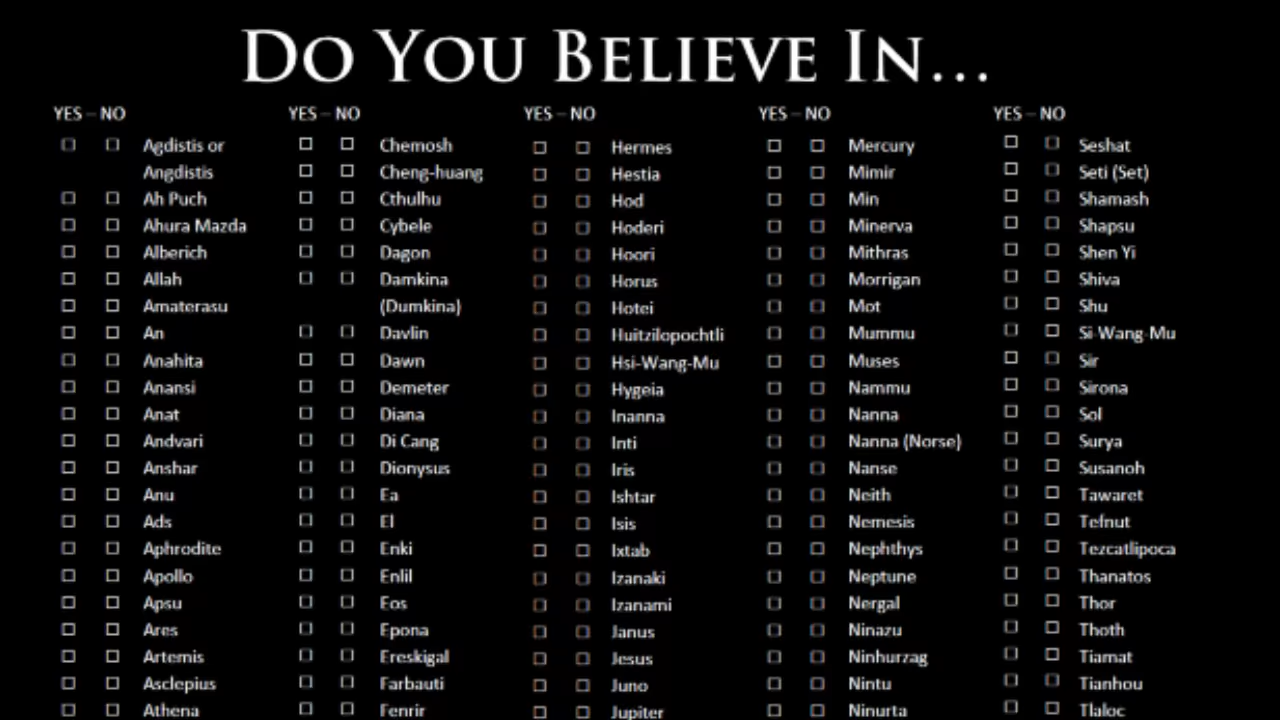 Do You Believe In...
YES – NO
Agdistis or
Angdistis
Ah Puch
Ahura Mazda
Alberich
Allah
Amaterasu
An
Anahita
Anansi
Anat
Andvari
Anshar
Anu
Ads
Aphrodite
Apollo
Apsu
Ares
Artemis
Asclepius
Athena
YES – NO
Chemosh
Cheng-huang
Cthulhu
Cybele
Dagon
Damkina
(Dumkina)
Davlin
Dawn
Demeter
Diana
Di Cang
Dionysus
Ea
El
Enki
Enlil
Eos
Epona
Ereskigal
Farbauti
Fenrir
YES – NO
Hermes
Hestia
Hod
Hoderi
Hoori
Horus
Hotei
Huitzilopochtli
Hsi-Wang-Mu
Hygeia
Inanna
Inti
Iris
Ishtar
Isis
Ixtab
Izanaki
Izanami
Janus
Jesus
Juno
Jupiter
YES – NO
Mercury
Mimir
Min
Minerva
Mithras
Morrigan
Mot
Mummu
Muses
Nammu
Nanna
Nanna (Norse)
Nanse
Neith
Nemesis
Nephthys
Neptune
Nergal
Ninazu
Ninhurzag
Nintu
Ninurta
YES – NO
Seshat
Seti (Set)
Shamash
Shapsu
Shen Yi
Shiva
Shu
Si-Wang-Mu
Sir
Sirona
Sol
Surya
Susanoh
Tawaret
Tefnut
Tezcatlipoca
Thanatos
Thor
Thoth
Tiamat
Tianhou
Tlaloc